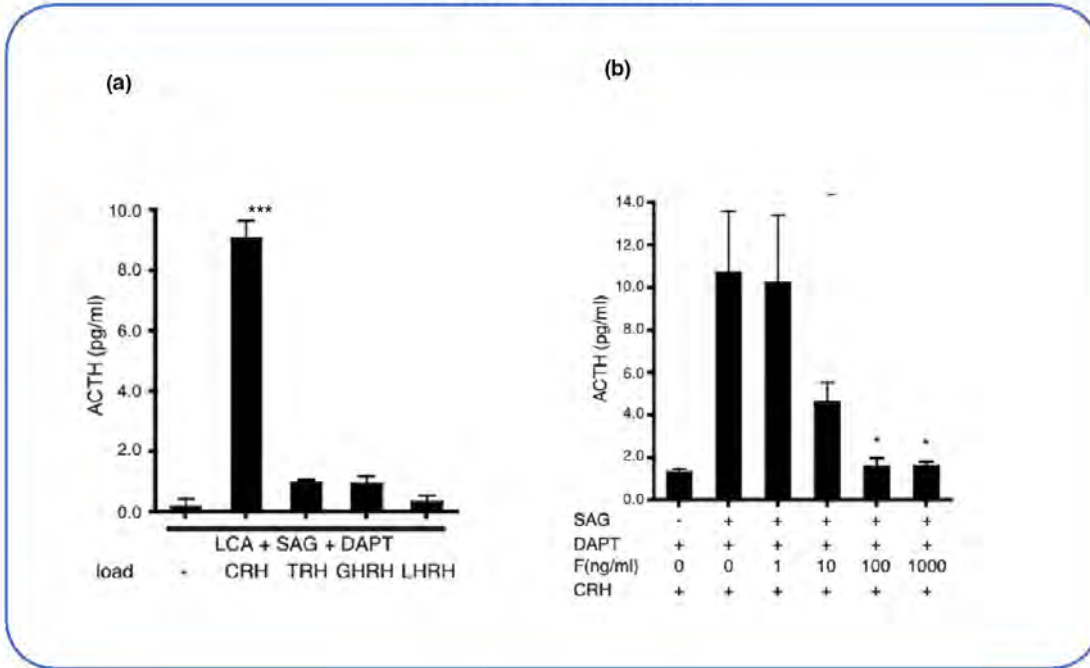 (a)
ACTH (pg/ml)
10.0
***
8.0
6.0
4.0
2.0
0.0
LCA + SAG + DAPT
load - CRH TRH GHRH LHRH
(b)
ACTH (pg/ml)
14.0
12.0
10.0
8.0
6.0
4.0
2.0
0.0
* *
SAG - + + + + +
DAPT + + + + + +
F(ng/ml) 0 0 1 10 100 1000
CRH + + + + + +